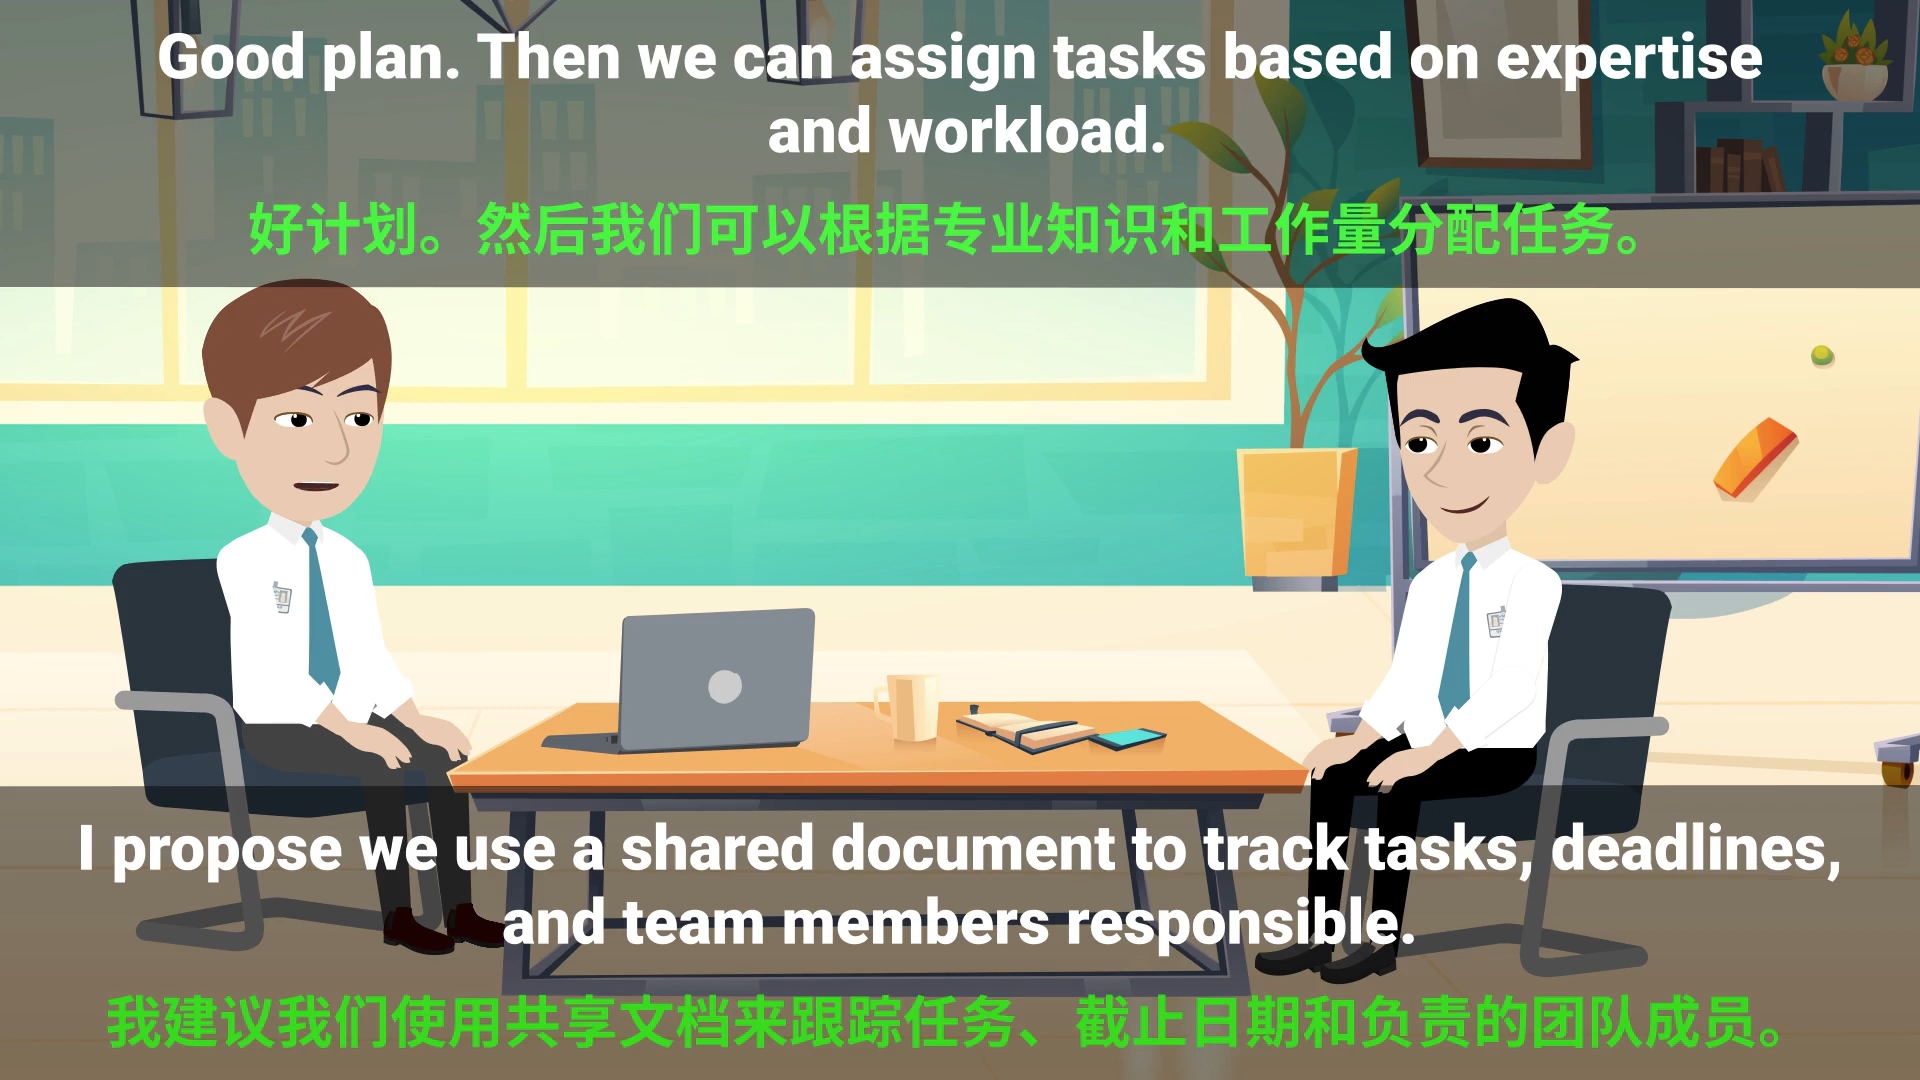 Good plan. Then we can assign tasks based on expertise
and workload.
好计划。然后我们可以根据专业知识和工作量分配任务。
I propose we use a shared document to track tasks, deadlines,
and team members responsible.
我建议我们使用共享文档来跟踪任务、截止日期和负责的团队成员。